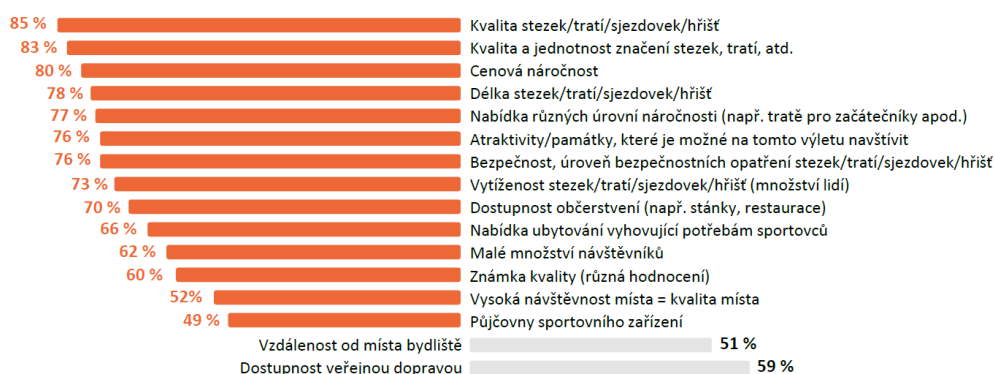 85 % Kvalita stezek/tratí/sjezdovek/hřišť
83 % Kvalita a jednotnost značení stezek, tratí, atd.
80 % Cenová náročnost
78 % Délka stezek/tratí/sjezdovek/hřišť
77 % Nabídka různých úrovní náročnosti (např. tratě pro začátečníky apod.)
76 % Atraktivity/památky, které je možné na tomto výletu navštívit
76 % Bezpečnost, úroveň bezpečnostních opatření stezek/tratí/sjezdovek/hřišť
73 % Vytíženost stezek/tratí/sjezdovek/hřišť (množství lidí)
70 % Dostupnost občerstvení (např. stánky, restaurace)
66 % Nabídka ubytování vyhovující potřebám sportovců
62 % Malé množství návštěvníků
60 % Známka kvality (různá hodnocení)
52% Vysoká návštěvnost místa = kvalita místa
49 % Půjčovny sportovního zařízení
Vzdálenost od místa bydliště 51 %
Dostupnost veřejnou dopravou 59 %